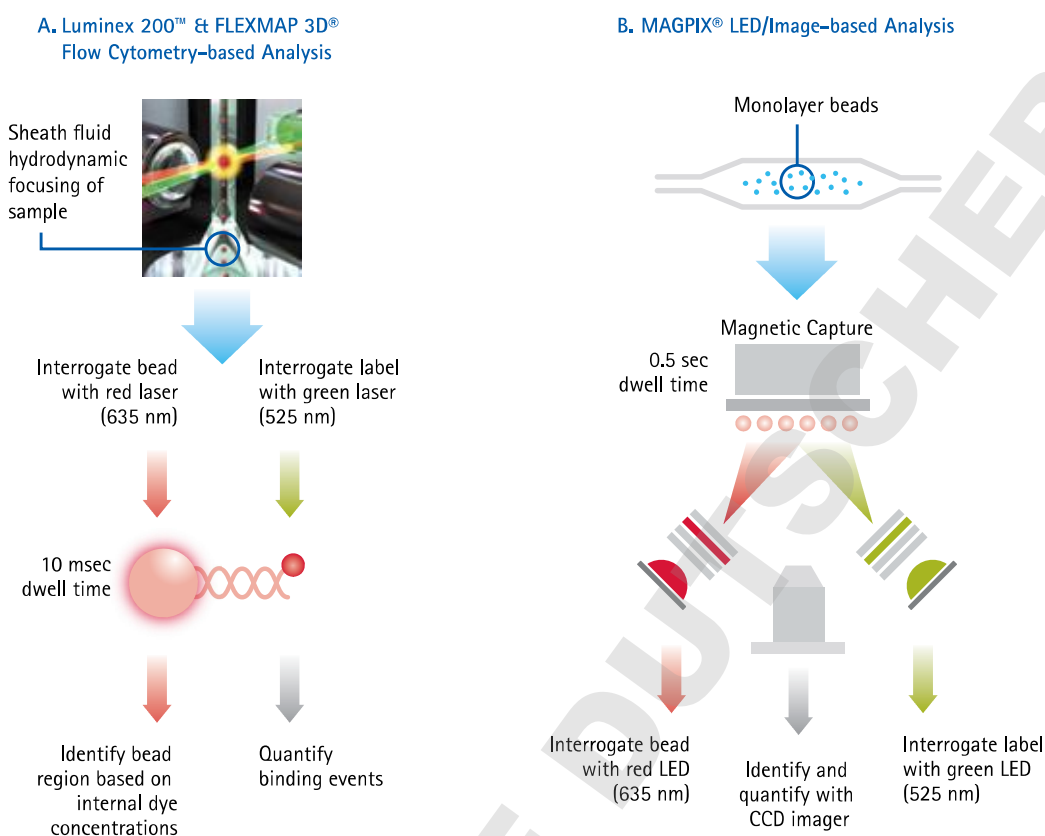 A. Luminex 200™ & FLEXMAP 3D®
Flow Cytometry-based Analysis
Sheath fluid
hydrodynamic
focusing of
sample
Interrogate bead
with red laser
(635 nm)
Interrogate label
with green laser
(525 nm)
10 msec
dwell time
Identify bead
region based on
internal dye
concentrations
Quantify
binding events
B. MAGPIX® LED/Image-based Analysis
Monolayer beads
Magnetic Capture
0.5 sec
dwell time
Interrogate bead
with red LED
(635 nm)
Identify and
quantify with
CCD imager
Interrogate label
with green LED
(525 nm)
E DUTSCHER